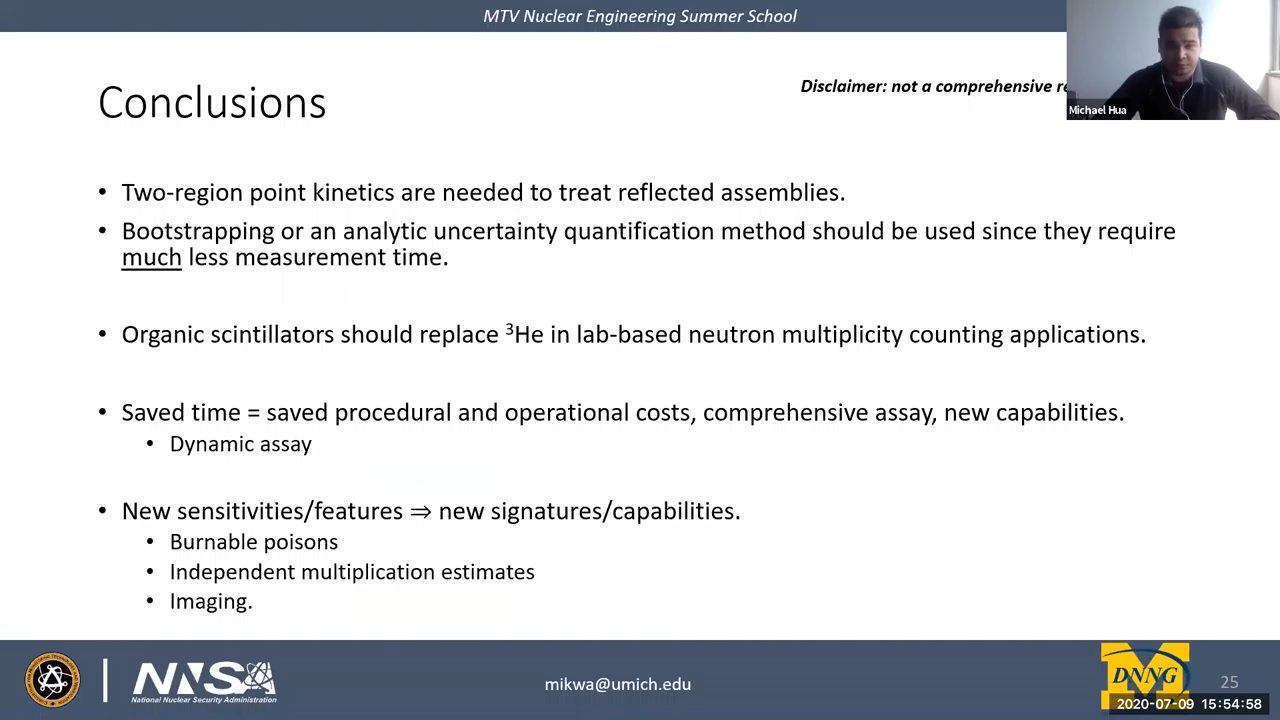 MTV Nuclear Engineering Summer School
Conclusions
Disclaimer: not a comprehensive
Michael Hua
• Two-region point kinetics are needed to treat reflected assemblies.
• Bootstrapping or an analytic uncertainty quantification method should be used since they require
much less measurement time.
• Organic scintillators should replace ³He in lab-based neutron multiplicity counting applications.
• Saved time = saved procedural and operational costs, comprehensive assay, new capabilities.
• Dynamic assay
• New sensitivities/features ⇒ new signatures/capabilities.
• Burnable poisons
• Independent multiplication estimates
• Imaging.
NNSA
National Nuclear Security Administration
mikwa@umich.edu
DNNG
25
2020-07-09 15:54:58